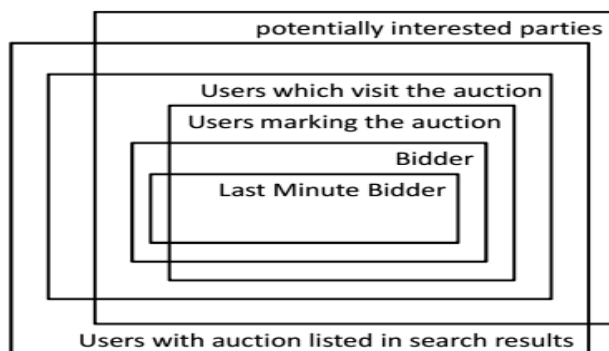 potentially interested parties
Users which visit the auction
Users marking the auction
Bidder
Last Minute Bidder
Users with auction listed in search results